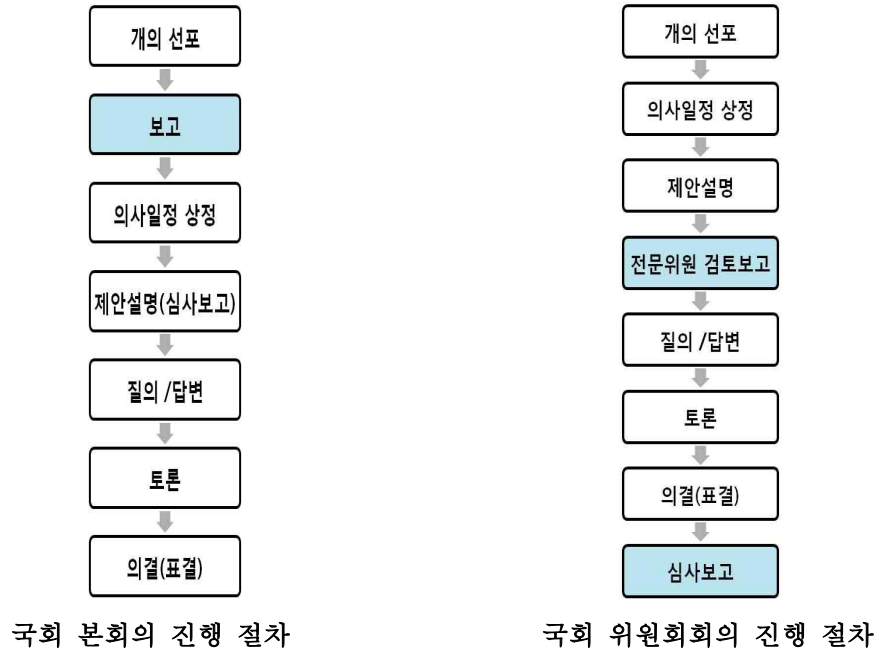 개의 선포
보고
의사일정 상정
제안설명(심사보고)
질의 /답변
토론
의결(표결)
국회 본회의 진행 절차
개의 선포
의사일정 상정
제안설명
전문위원 검토보고
질의 /답변
토론
의결(표결)
심사보고
국회 위원회회의 진행 절차